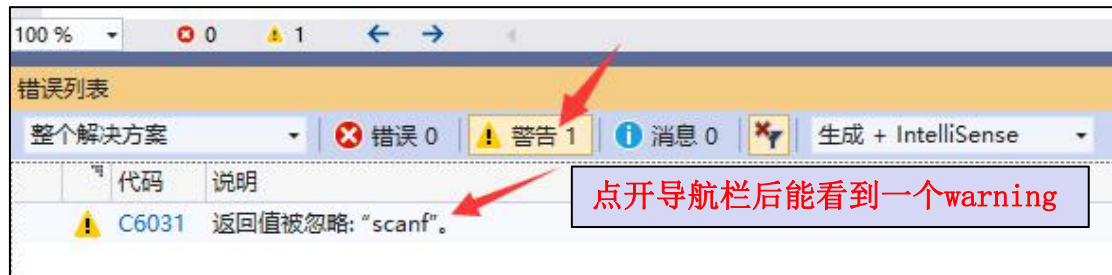 100 % 0 1
错误列表
整个解决方案 错误 0 警告 1 消息 0 生成 + IntelliSense
代码 说明
点开导航栏后能看到一个warning
C6031 返回值被忽略: “scanf”。